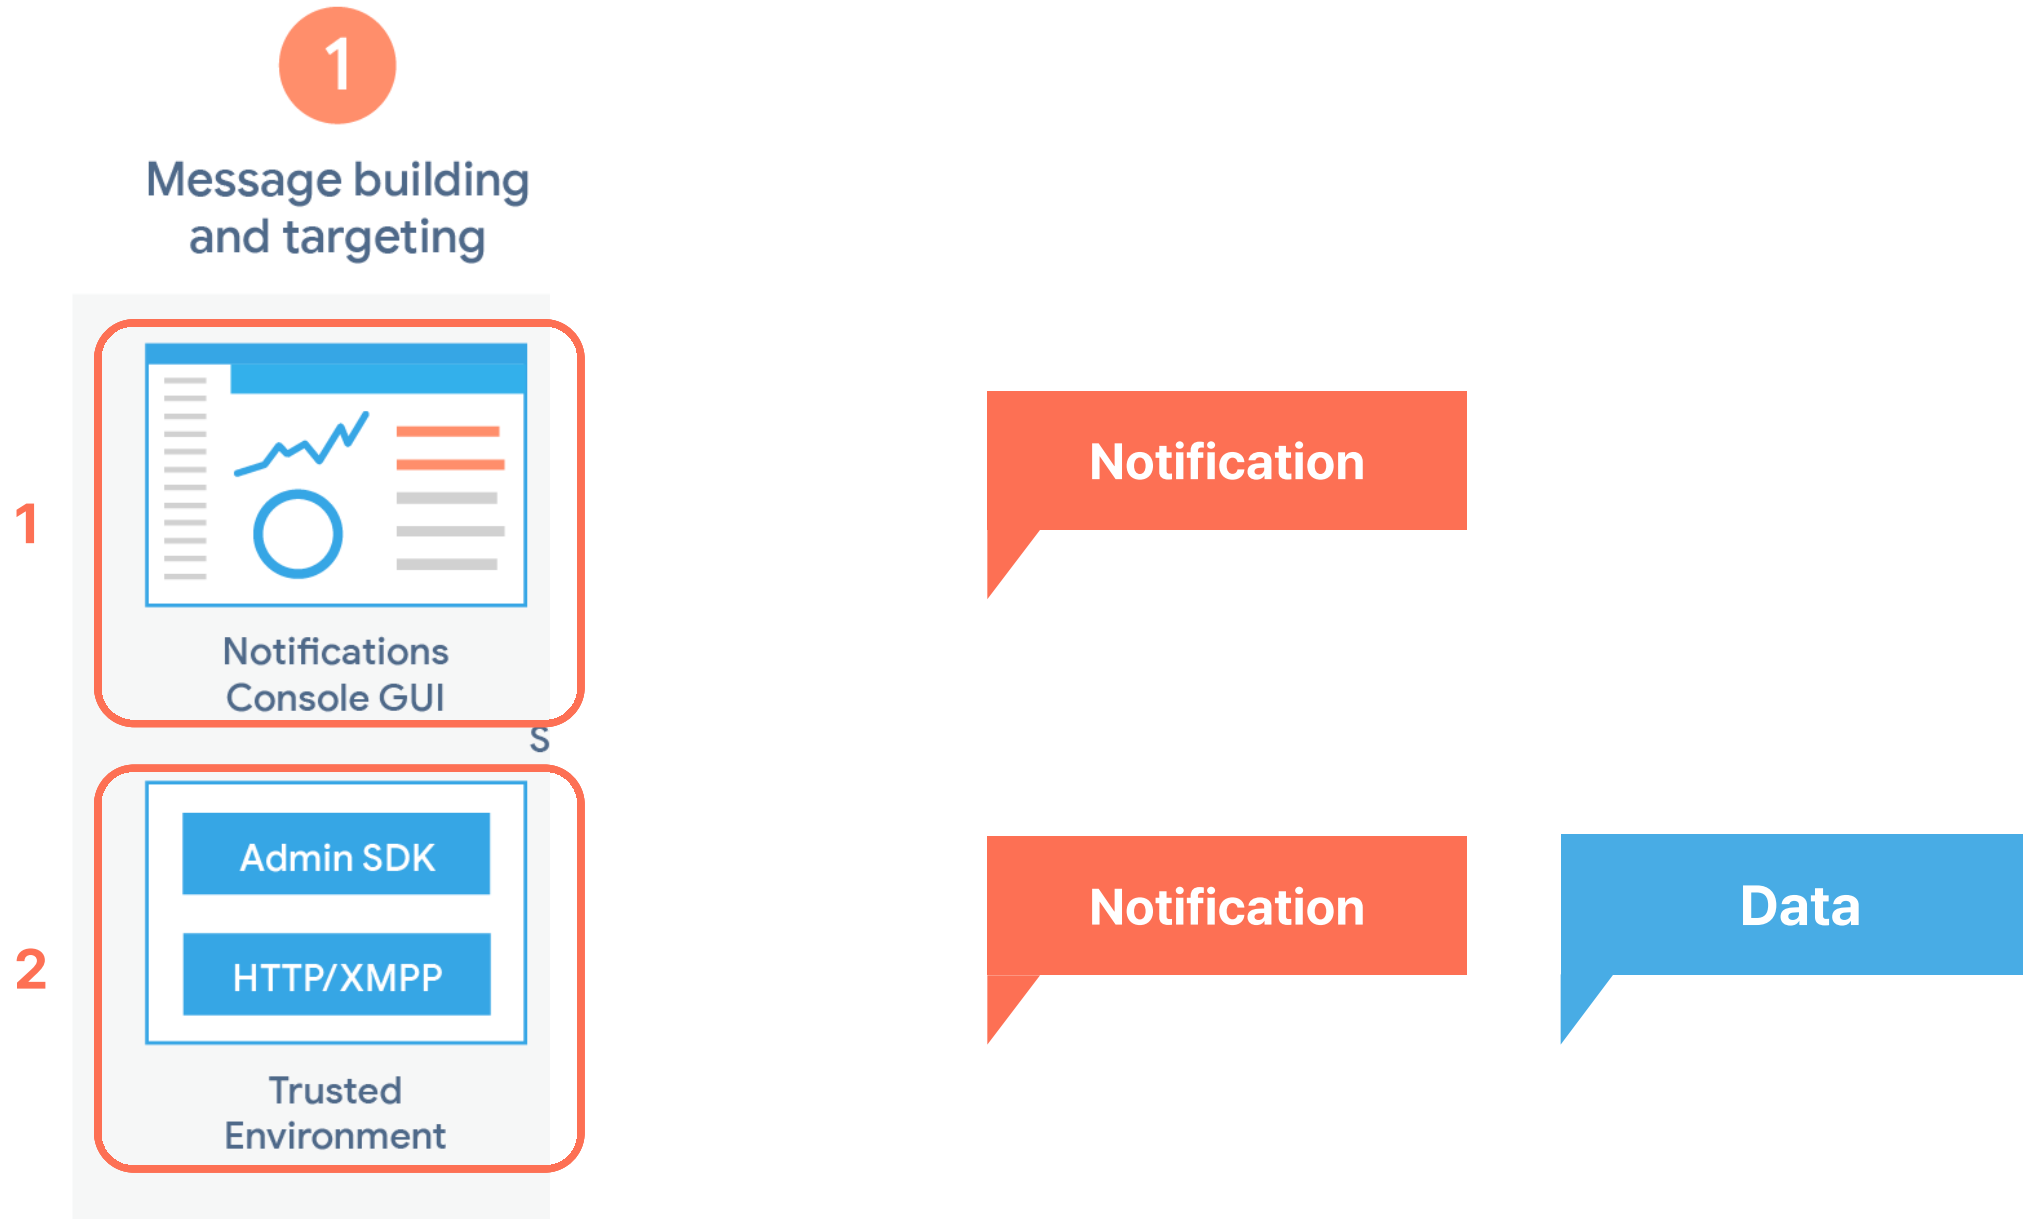 1
Message building
and targeting
1
Notification
Notifications
Console GUI
S
2
Admin SDK
HTTP/XMPP
Notification
Data
Trusted
Environment